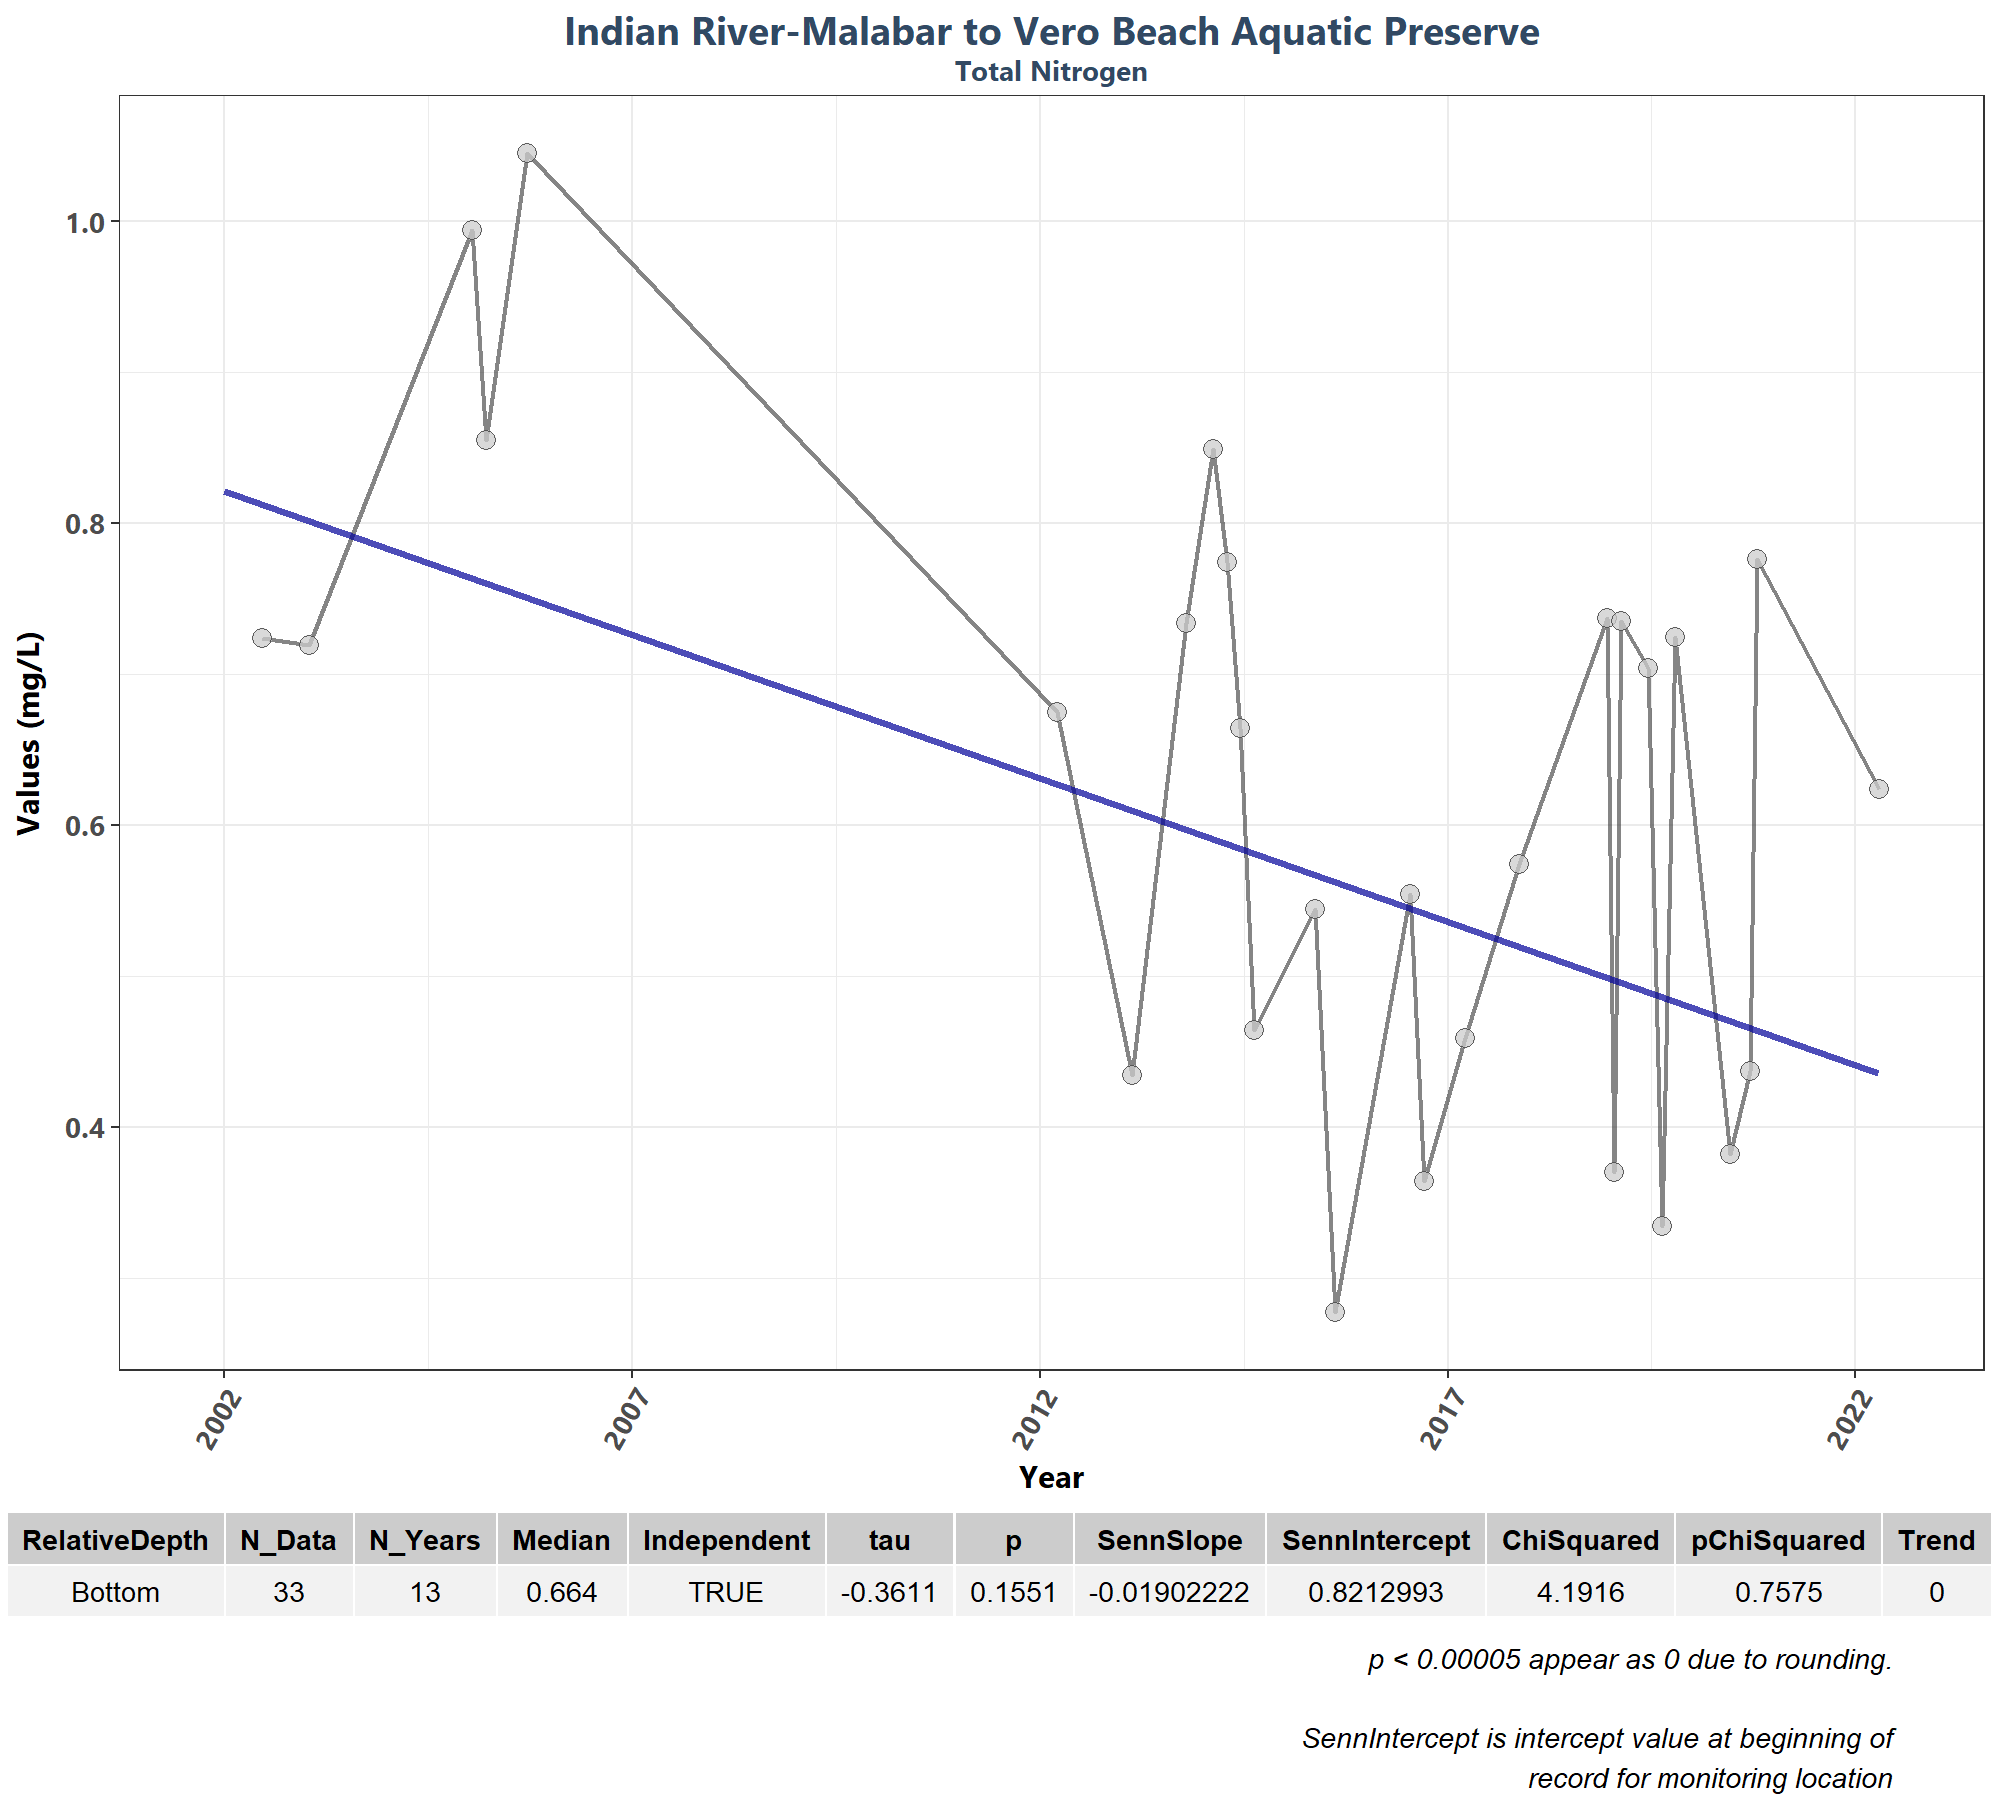 Indian River-Malabar to Vero Beach Aquatic Preserve
Total Nitrogen
Values (mg/L)
1.0
0.8
0.6
0.4
2002 2007 2012 2017 2022
Year
RelativeDepth N_Data N_Years Median Independent tau p SennSlope SennIntercept ChiSquared pChiSquared Trend
Bottom 33 13 0.664 TRUE -0.3611 0.1551 -0.01902222 0.8212993 4.1916 0.7575 0
p < 0.00005 appear as 0 due to rounding.
SennIntercept is intercept value at beginning of
record for monitoring location